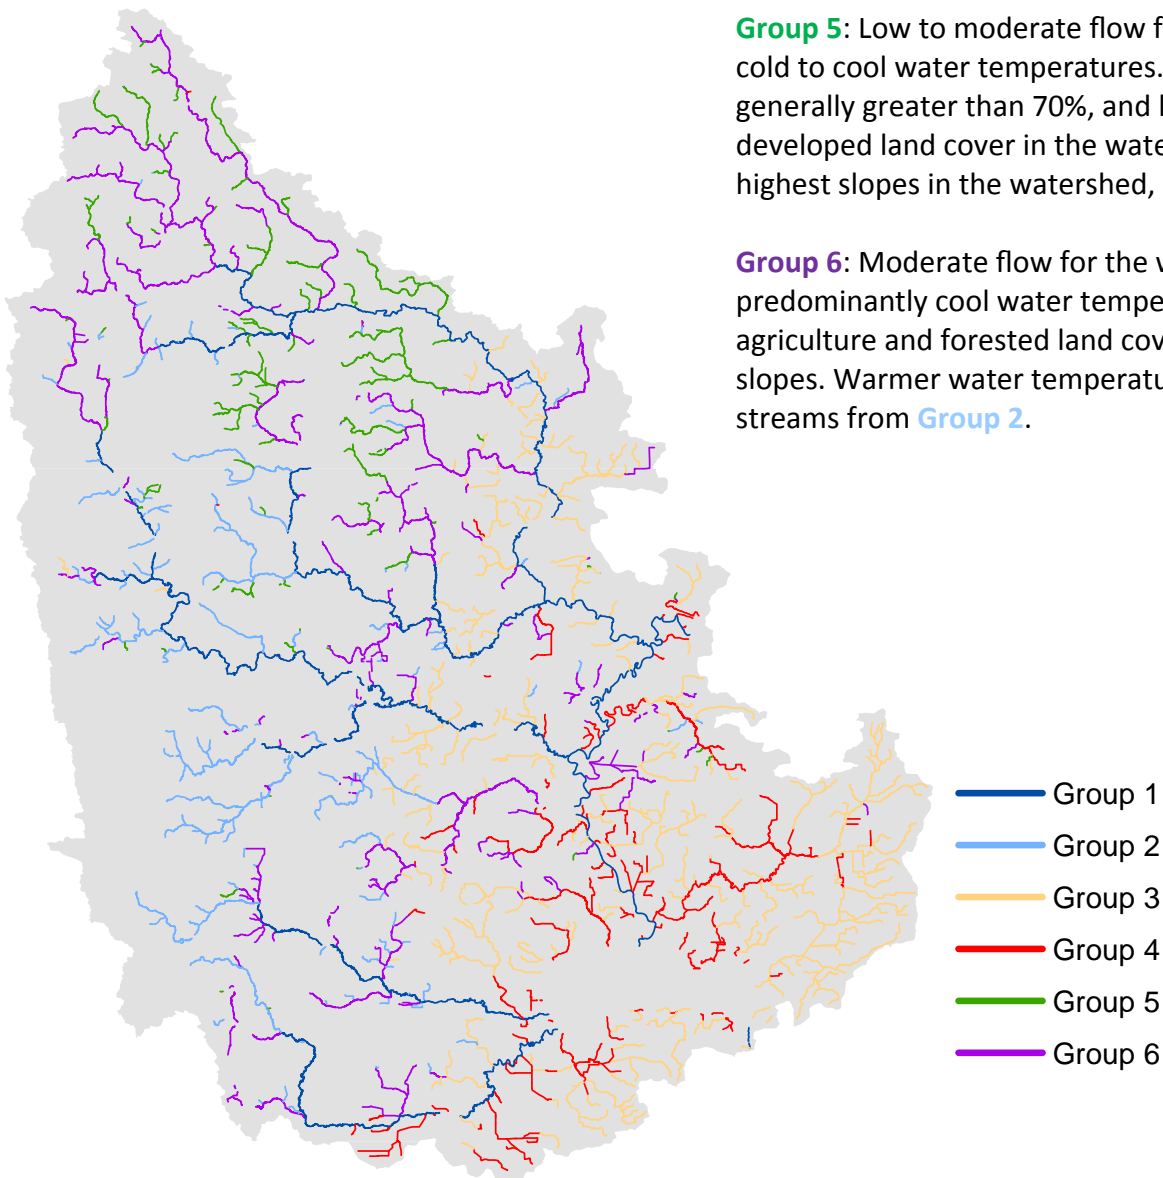 Group 5: Low to moderate flow f
cold to cool water temperatures.
generally greater than 70%, and
developed land cover in the wate
highest slopes in the watershed,
Group 6: Moderate flow for the w
predominantly cool water tempe
agriculture and forested land cov
slopes. Warmer water temperatu
streams from Group 2.
Group 1
Group 2
Group 3
Group 4
Group 5
Group 6